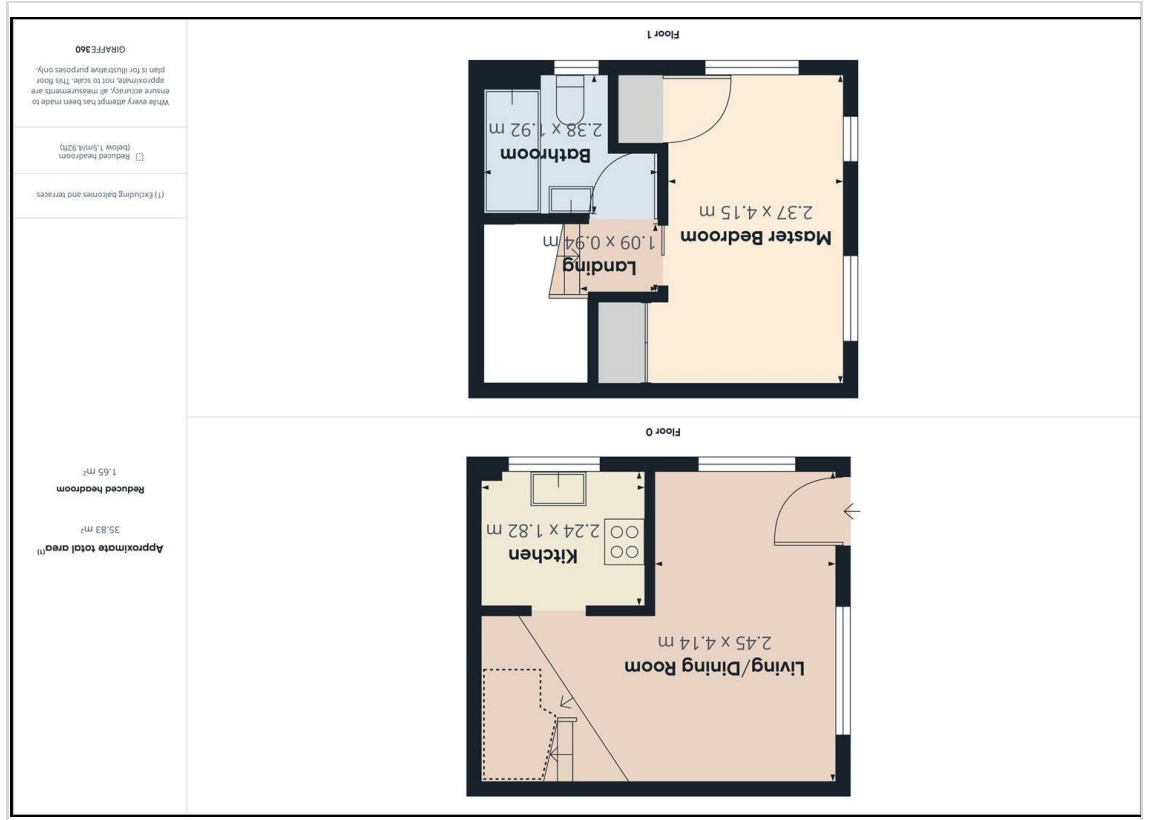 Living/Dining Room
2.45 x 4.14 m
Kitchen
2.24 x 1.82 m
Floor 0
Landing
1.09 x 0.94 m
Master Bedroom
2.37 x 4.15 m
Bathroom
2.38 x 1.92 m
Floor 1
Approximate total area(1)
35.83 m²
Reduced headroom
1.65 m²
(1) Excluding balconies and terraces
Reduced headroom
(below 1.5m/4.92ft)
While every attempt has been made to
ensure accuracy, all measurements are
approximate, not to scale. This floor
plan is for illustrative purposes only.
GIRAFFE360